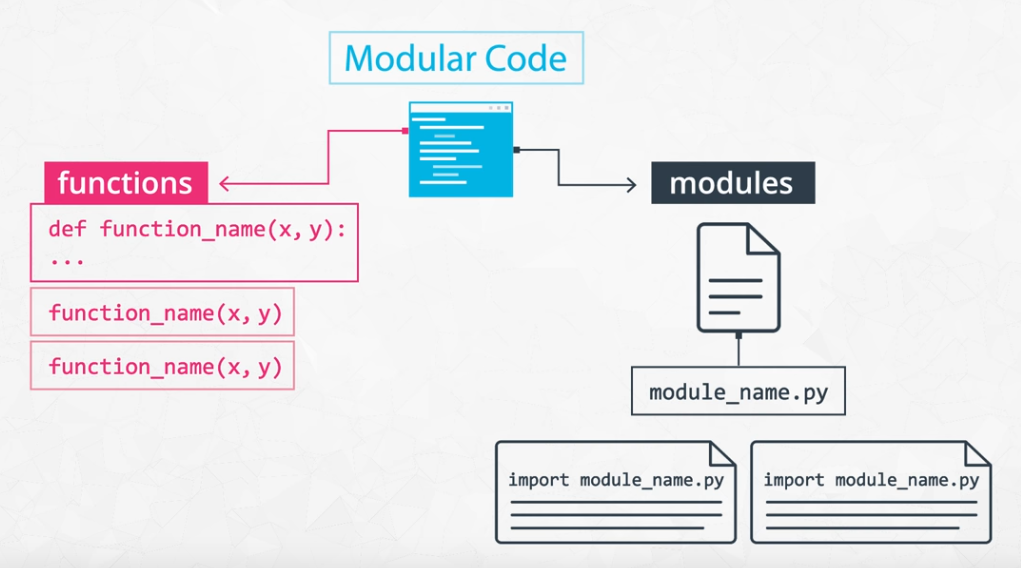 Modular Code
functions
def function_name(x, y):
...
function_name(x, y)
function_name(x, y)
modules
module_name.py
import module_name.py
import module_name.py